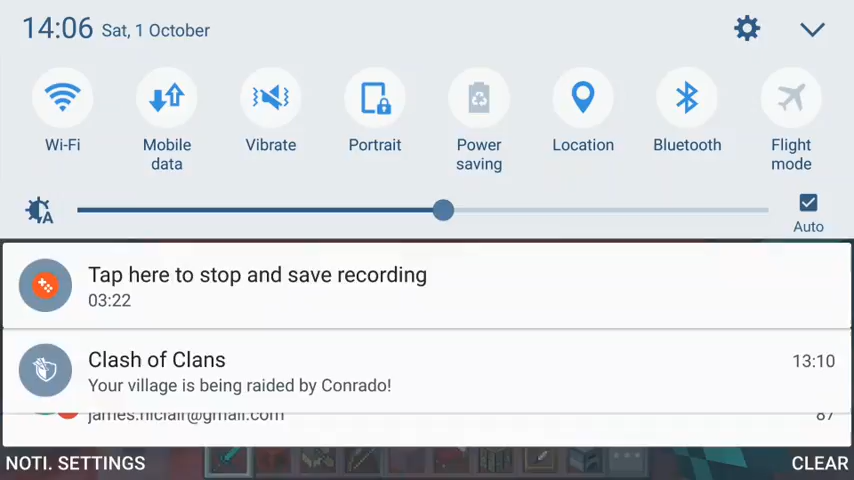 14:06 Sat, 1 October
Wi-Fi
Mobile
data
Vibrate
Portrait
Power
saving
Location
Bluetooth
Flight
mode
A
Auto
Tap here to stop and save recording
03:22
Clash of Clans 13:10
Your village is being raided by Conrado!
87
NOTI. SETTINGS CLEAR